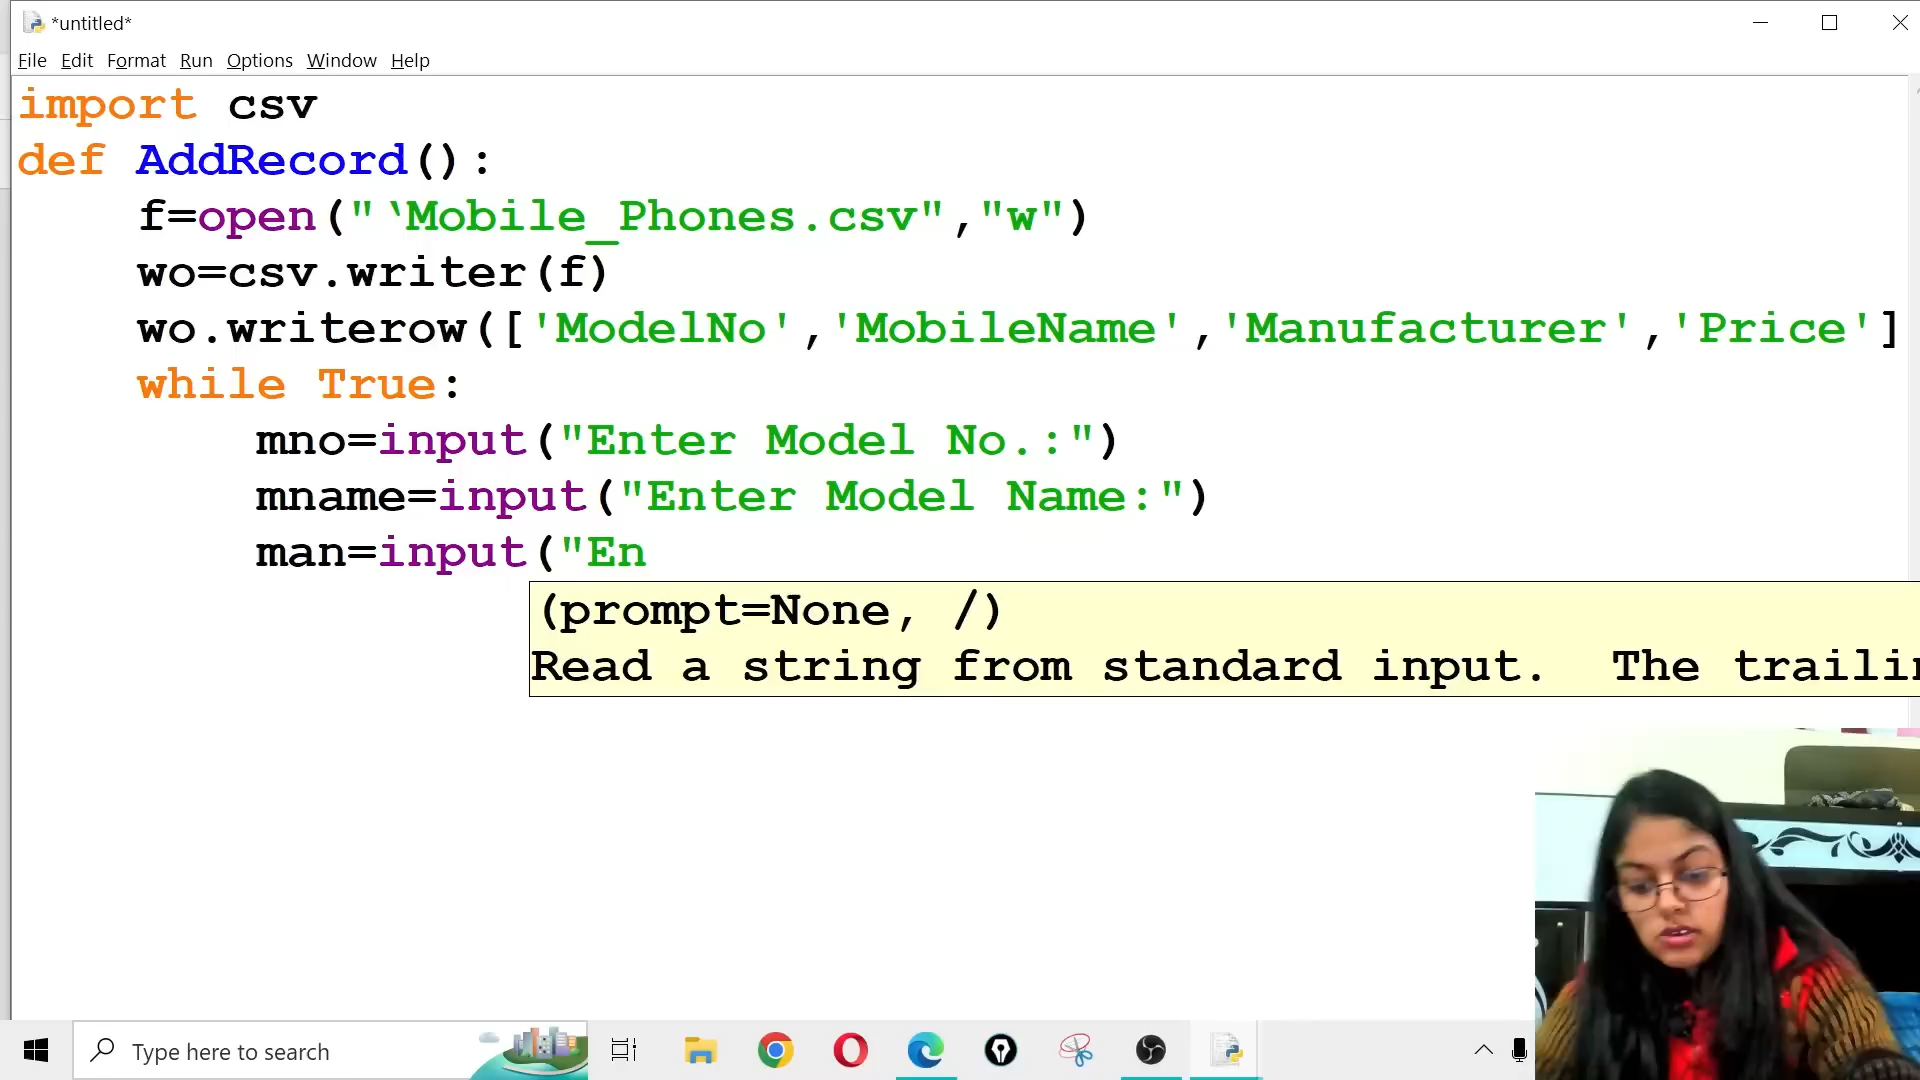 *untitled*
File Edit Format Run Options Window Help
import csv
def AddRecord():
f=open("‘Mobile_Phones.csv","w")
wo=csv.writer(f)
wo.writerow(['ModelNo','MobileName','Manufacturer','Price']
while True:
mno=input("Enter Model No.:")
mname=input("Enter Model Name:")
man=input("En
(prompt=None, /)
Read a string from standard input. The trailin
Type here to search